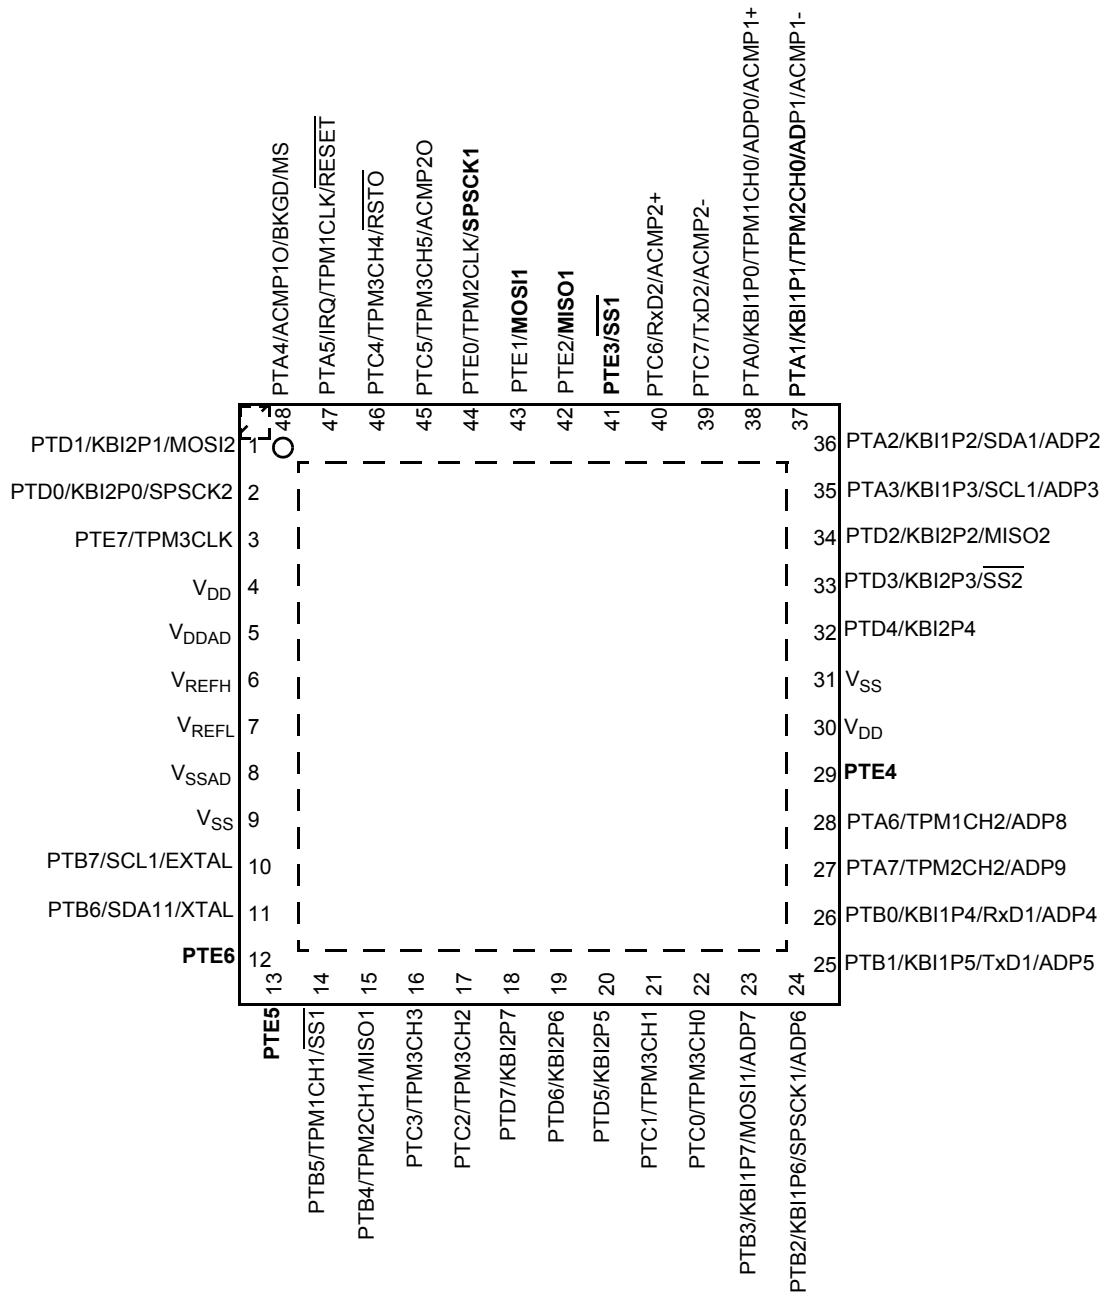 PTA4/ACMP1O/BKGD/MS
PTA5/IRQ/TPM1CLK/RESET
PTC4/TPM3CH4/RSTO
PTC5/TPM3CH5/ACMP2O
PTE0/TPM2CLK/SPSCK1
PTE1/MOSI1
PTE2/MISO1
PTE3/SS1
PTC6/RxD2/ACMP2+
PTC7/TxD2/ACMP2-
PTA0/KBI1P0/TPM1CH0/ADP0/ACMP1+
PTA1/KBI1P1/TPM2CH0/ADP1/ACMP1-
48
47
46
45
44
43
42
41
40
39
38
37
PTD1/KBI2P1/MOSI2 1
PTD0/KBI2P0/SPSCK2 2
PTE7/TPM3CLK 3
VDD 4
VDDAD 5
VREFH 6
VREFL 7
VSSAD 8
VSS 9
PTB7/SCL1/EXTAL 10
PTB6/SDA11/XTAL 11
PTE6 12
36 PTA2/KBI1P2/SDA1/ADP2
35 PTA3/KBI1P3/SCL1/ADP3
34 PTD2/KBI2P2/MISO2
33 PTD3/KBI2P3/SS2
32 PTD4/KBI2P4
31 VSS
30 VDD
29 PTE4
28 PTA6/TPM1CH2/ADP8
27 PTA7/TPM2CH2/ADP9
26 PTB0/KBI1P4/RxD1/ADP4
25 PTB1/KBI1P5/TxD1/ADP5
13
14
15
16
17
18
19
20
21
22
23
24
PTE5
PTB5/TPM1CH1/SS1
PTB4/TPM2CH1/MISO1
PTC3/TPM3CH3
PTC2/TPM3CH2
PTD7/KBI2P7
PTD6/KBI2P6
PTD5/KBI2P5
PTC1/TPM3CH1
PTC0/TPM3CH0
PTB3/KBI1P7/MOSI1/ADP7
PTB2/KBI1P6/SPSCK1/ADP6